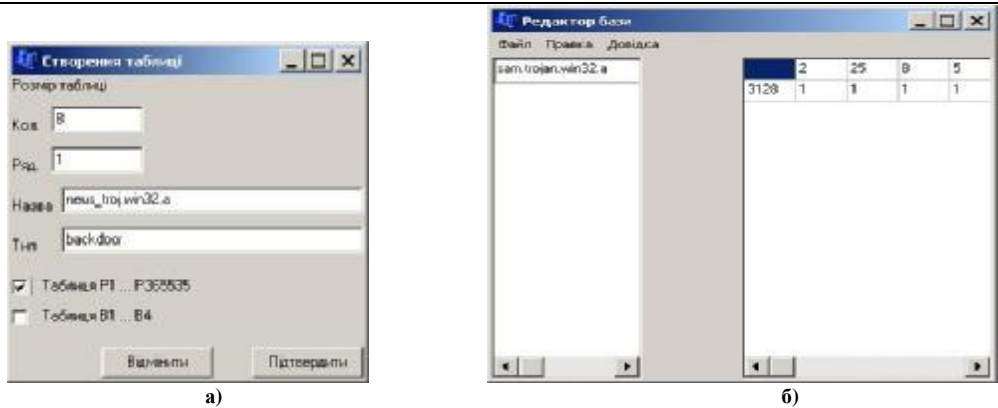 Створення таблиці
Розмір таблиці
Кол. 8
Ряд. 1
Назва neus_troj.win32.a
Тип backdoor
Таблиця P1 ... P365535
Таблиця B1 ... B4
Відмінити Підтвердити
а)
Редактор бази
Файл Правка Довідка
sam.trojan.win32.a
2 25 8 5
3128 1 1 1 1
б)